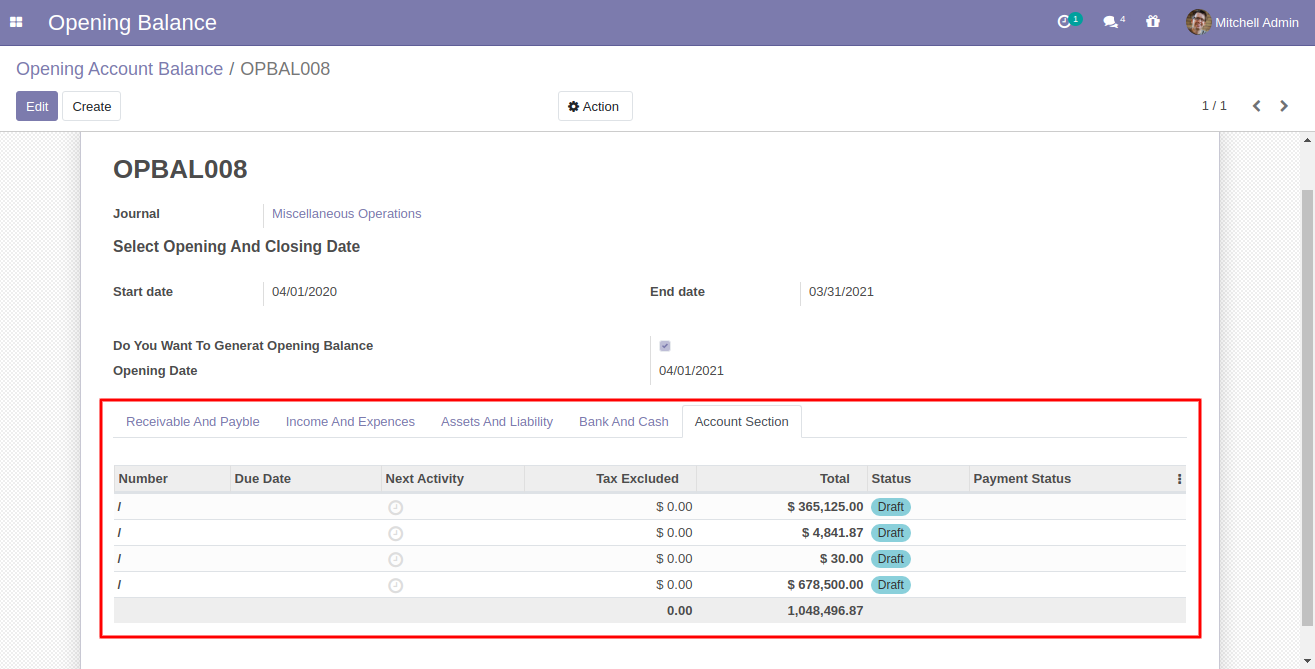 Opening Balance 1 4 Mitchell Admin
Opening Account Balance / OPBAL008
Edit Create Action 1 / 1
OPBAL008
Journal Miscellaneous Operations
Select Opening And Closing Date
Start date 04/01/2020 End date 03/31/2021
Do You Want To Generat Opening Balance
Opening Date 04/01/2021
Receivable And Payble Income And Expences Assets And Liability Bank And Cash Account Section
Number Due Date Next Activity Tax Excluded Total Status Payment Status
/ $ 0.00 $ 365,125.00 Draft
/ $ 0.00 $ 4,841.87 Draft
/ $ 0.00 $ 30.00 Draft
/ $ 0.00 $ 678,500.00 Draft
0.00 1,048,496.87